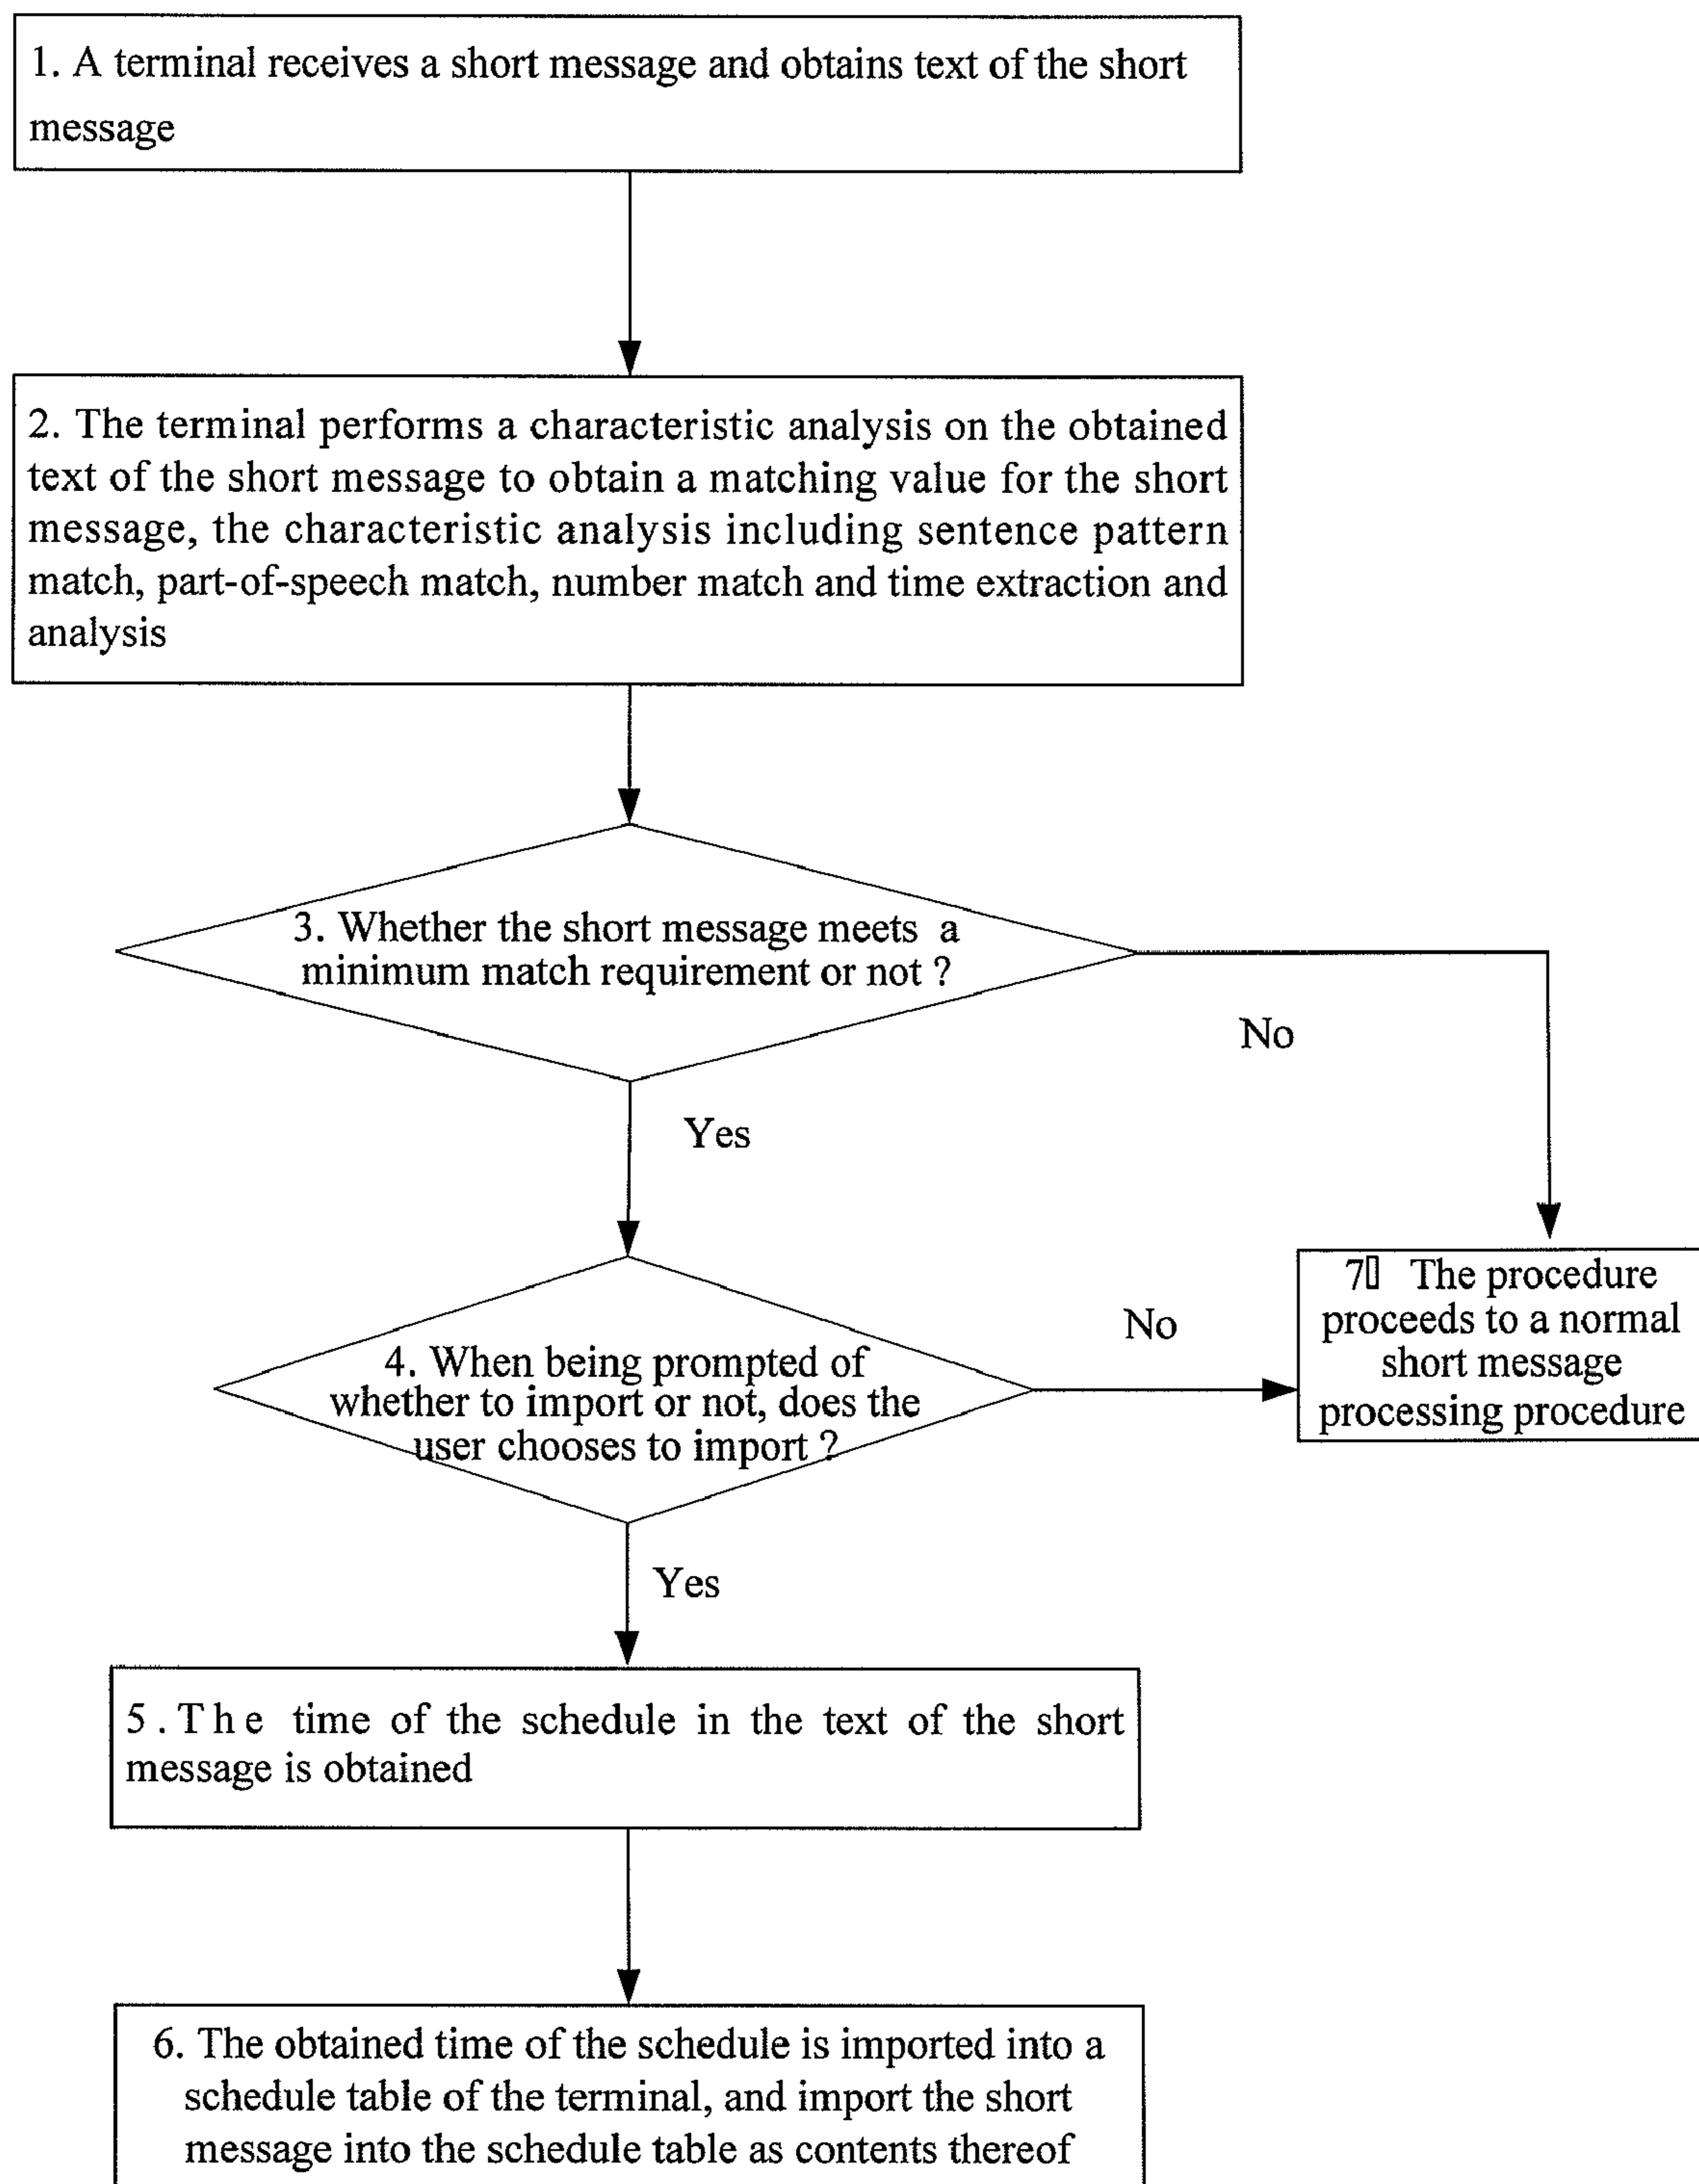 1. A terminal receives a short message and obtains text of the short
message
2. The terminal performs a characteristic analysis on the obtained
text of the short message to obtain a matching value for the short
message, the characteristic analysis including sentence pattern
match, part-of-speech match, number match and time extraction and
analysis
3. Whether the short message meets a
minimum match requirement or not ?
No
Yes
4. When being prompted of
whether to import or not, does the
user chooses to import ?
No
7▯ The procedure
proceeds to a normal
short message
processing procedure
Yes
5 . T h e time of the schedule in the text of the short
message is obtained
6. The obtained time of the schedule is imported into a
schedule table of the terminal, and import the short
message into the schedule table as contents thereof